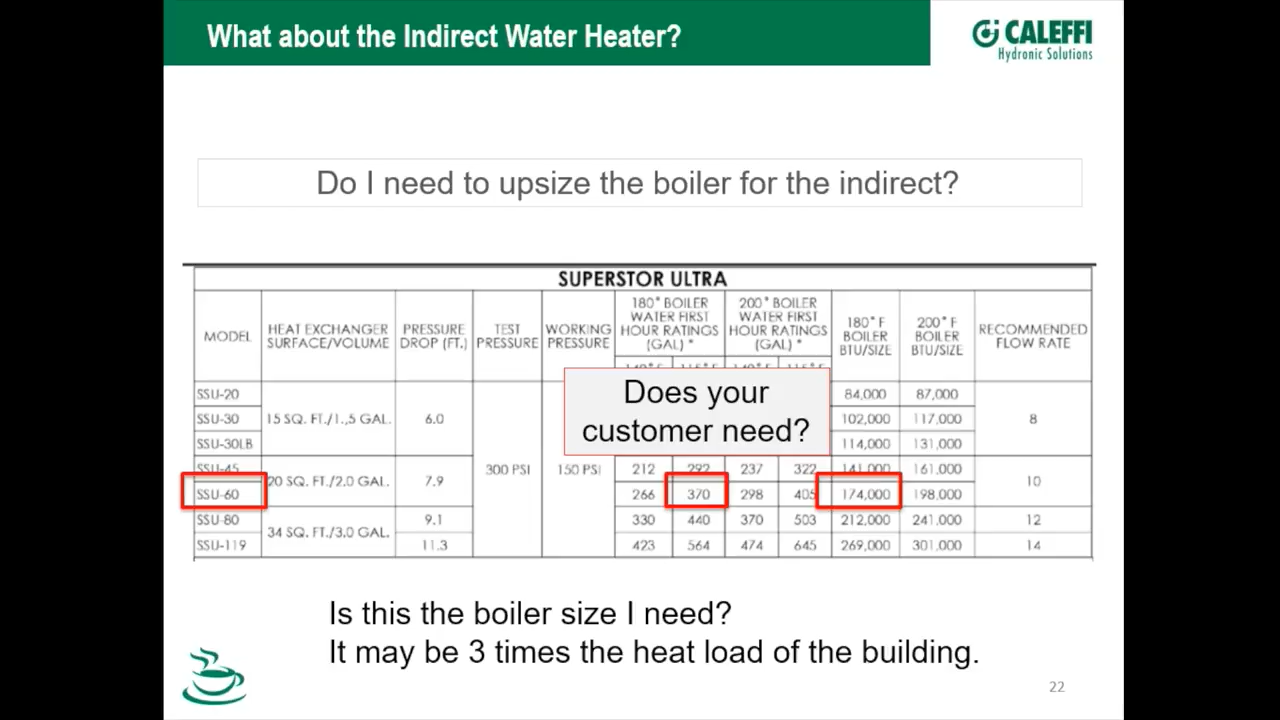 What about the Indirect Water Heater?
CALEFFI
Hydronic Solutions
Do I need to upsize the boiler for the indirect?
SUPERSTOR ULTRA
MODEL
HEAT EXCHANGER
SURFACE/VOLUME
PRESSURE
DROP (FT.)
TEST
PRESSURE
WORKING
PRESSURE
180° BOILER
WATER FIRST
HOUR RATINGS
(GAL) *
200° BOILER
WATER FIRST
HOUR RATINGS
(GAL) *
180° F
BOILER
BTU/SIZE
200° F
BOILER
BTU/SIZE
RECOMMENDED
FLOW RATE
Does your
customer need?
SSU-20 84,000 87,000
SSU-30 15 SQ. FT./1.,5 GAL. 6.0 102,000 117,000 8
SSU-30LB 114,000 131,000
SSU-45 300 PSI 150 PSI 212 292 237 322 141,000 161,000
20 SQ. FT./2.0 GAL. 7.9 10
SSU-60 266 370 298 405 174,000 198,000
SSU-80 9.1 330 440 370 503 212,000 241,000 12
34 SQ. FT./3.0 GAL.
SSU-119 11.3 423 564 474 645 269,000 301,000 14
Is this the boiler size I need?
It may be 3 times the heat load of the building.
22